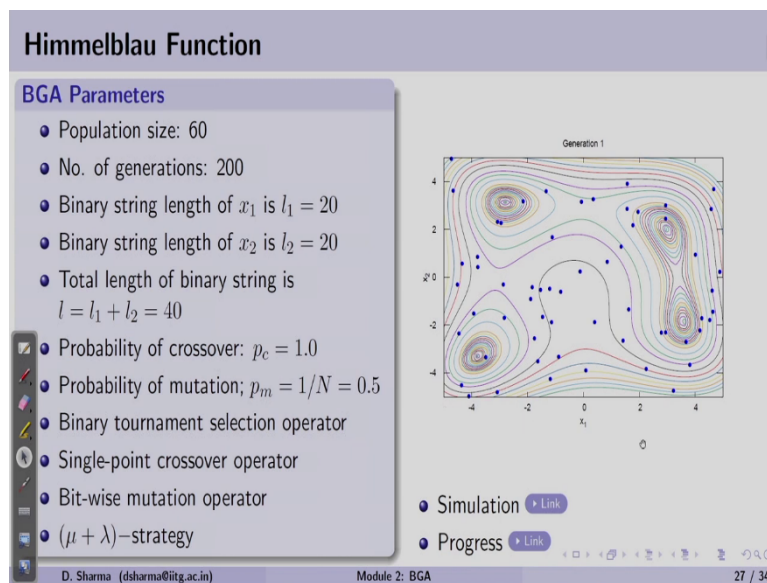 Himmelblau Function
BGA Parameters
Population size: 60
No. of generations: 200
Binary string length of x₁ is l₁ = 20
Binary string length of x₂ is l₂ = 20
Total length of binary string is
l = l₁ + l₂ = 40
Probability of crossover: p_c = 1.0
Probability of mutation; p_m = 1/N = 0.5
Binary tournament selection operator
Single-point crossover operator
Bit-wise mutation operator
(μ + λ)−strategy
Generation 1
4
2
0
-2
-4
x₂
-4 -2 0 2 4
x₁
Simulation Link
Progress Link
D. Sharma (dsharma@iitg.ac.in) Module 2: BGA 27 / 34